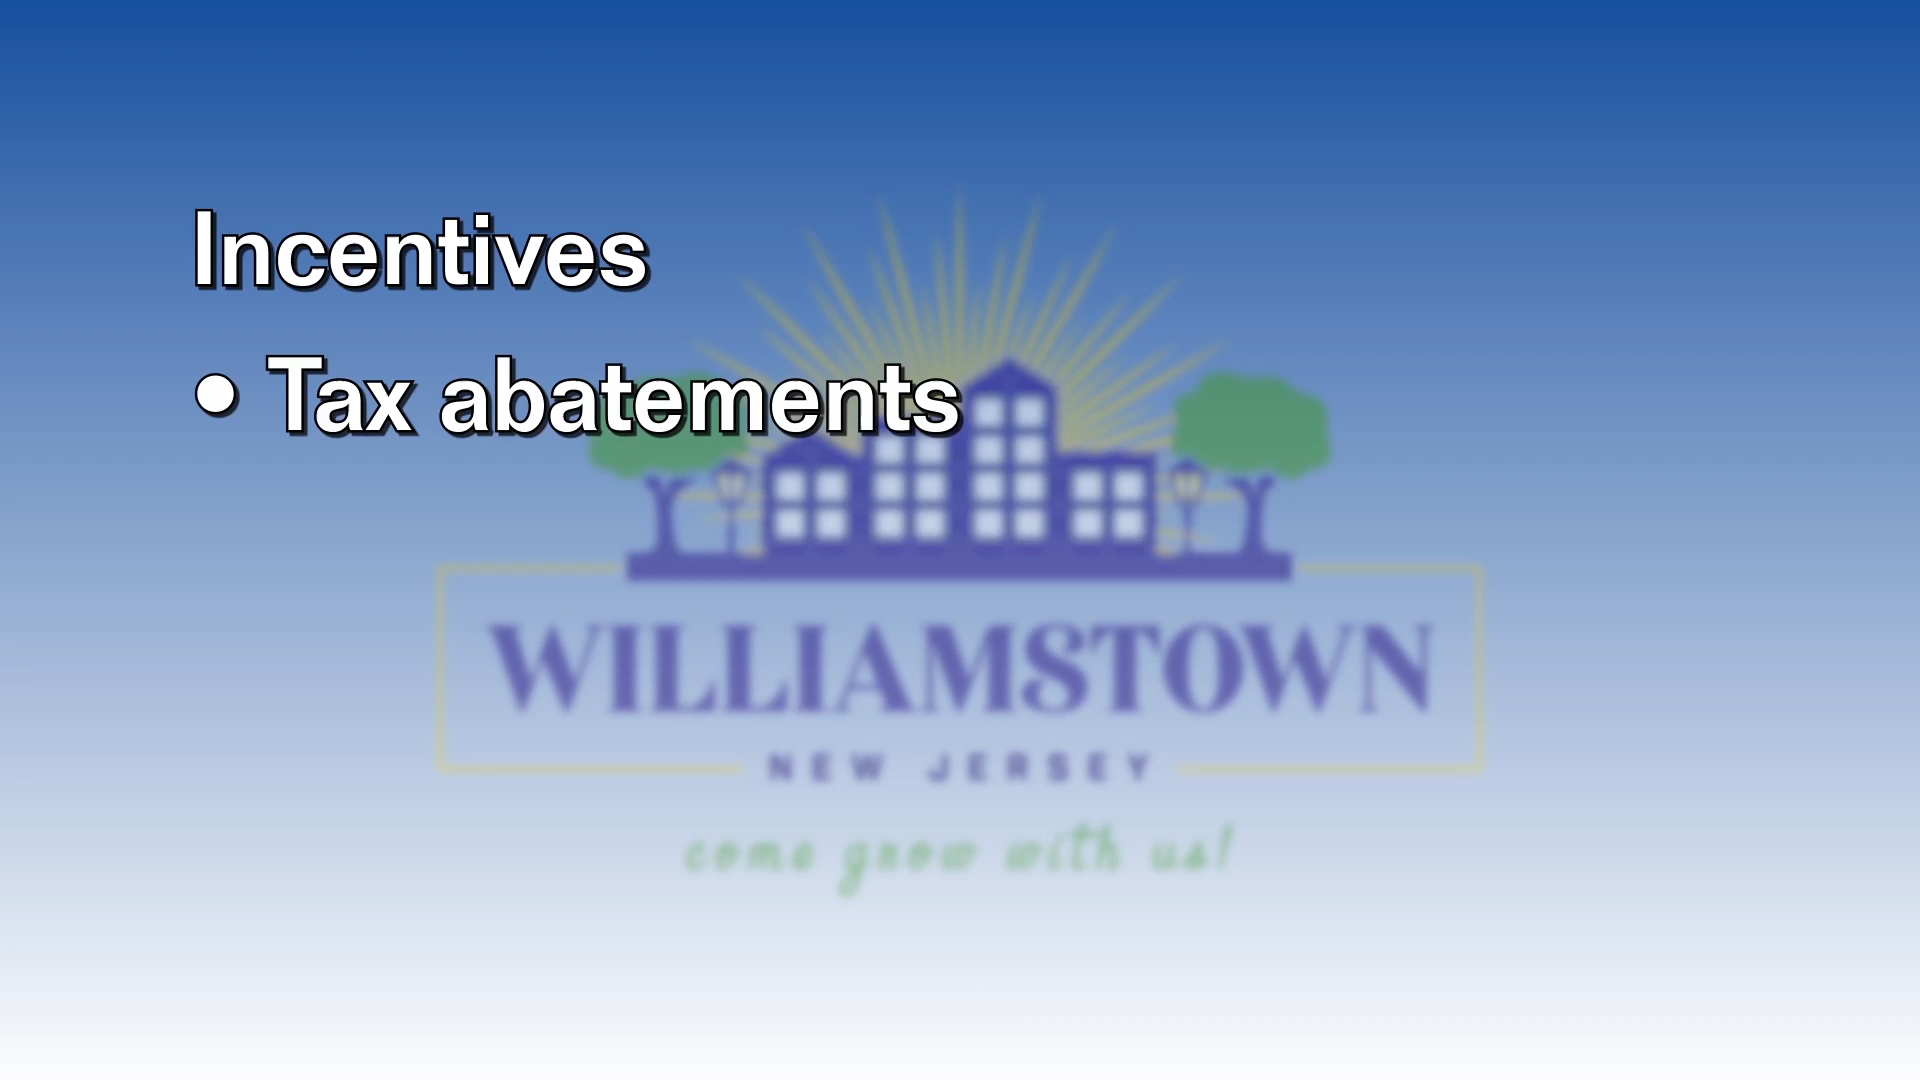 Incentives
• Tax abatements
WILLIAMSTOWN
NEW JERSEY
come grow with us!